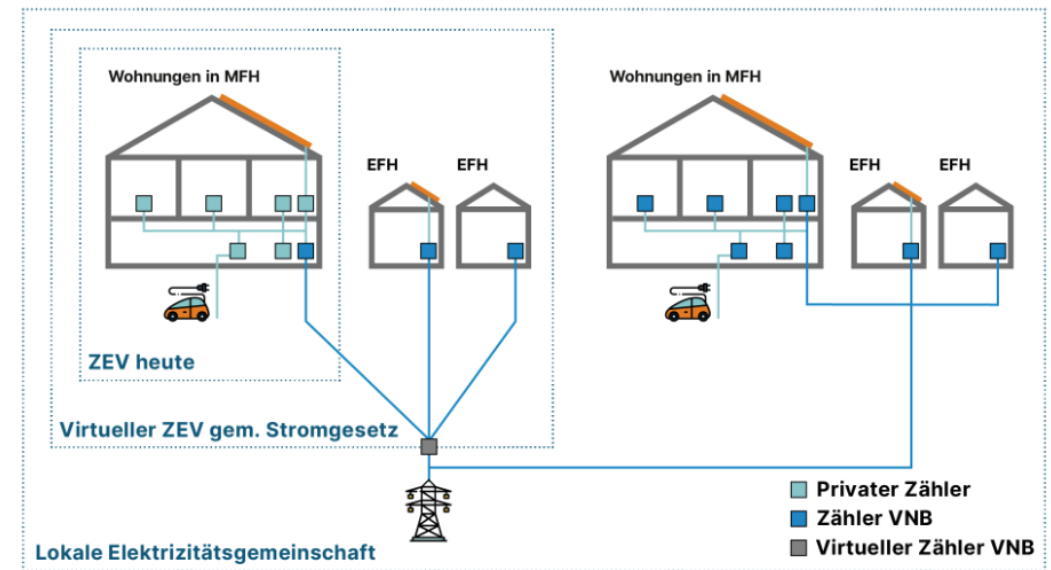 Wohnungen in MFH
EFH
EFH
ZEV heute
Virtueller ZEV gem. Stromgesetz
Wohnungen in MFH
EFH
EFH
Privater Zähler
Zähler VNB
Virtueller Zähler VNB
Lokale Elektrizitätsgemeinschaft